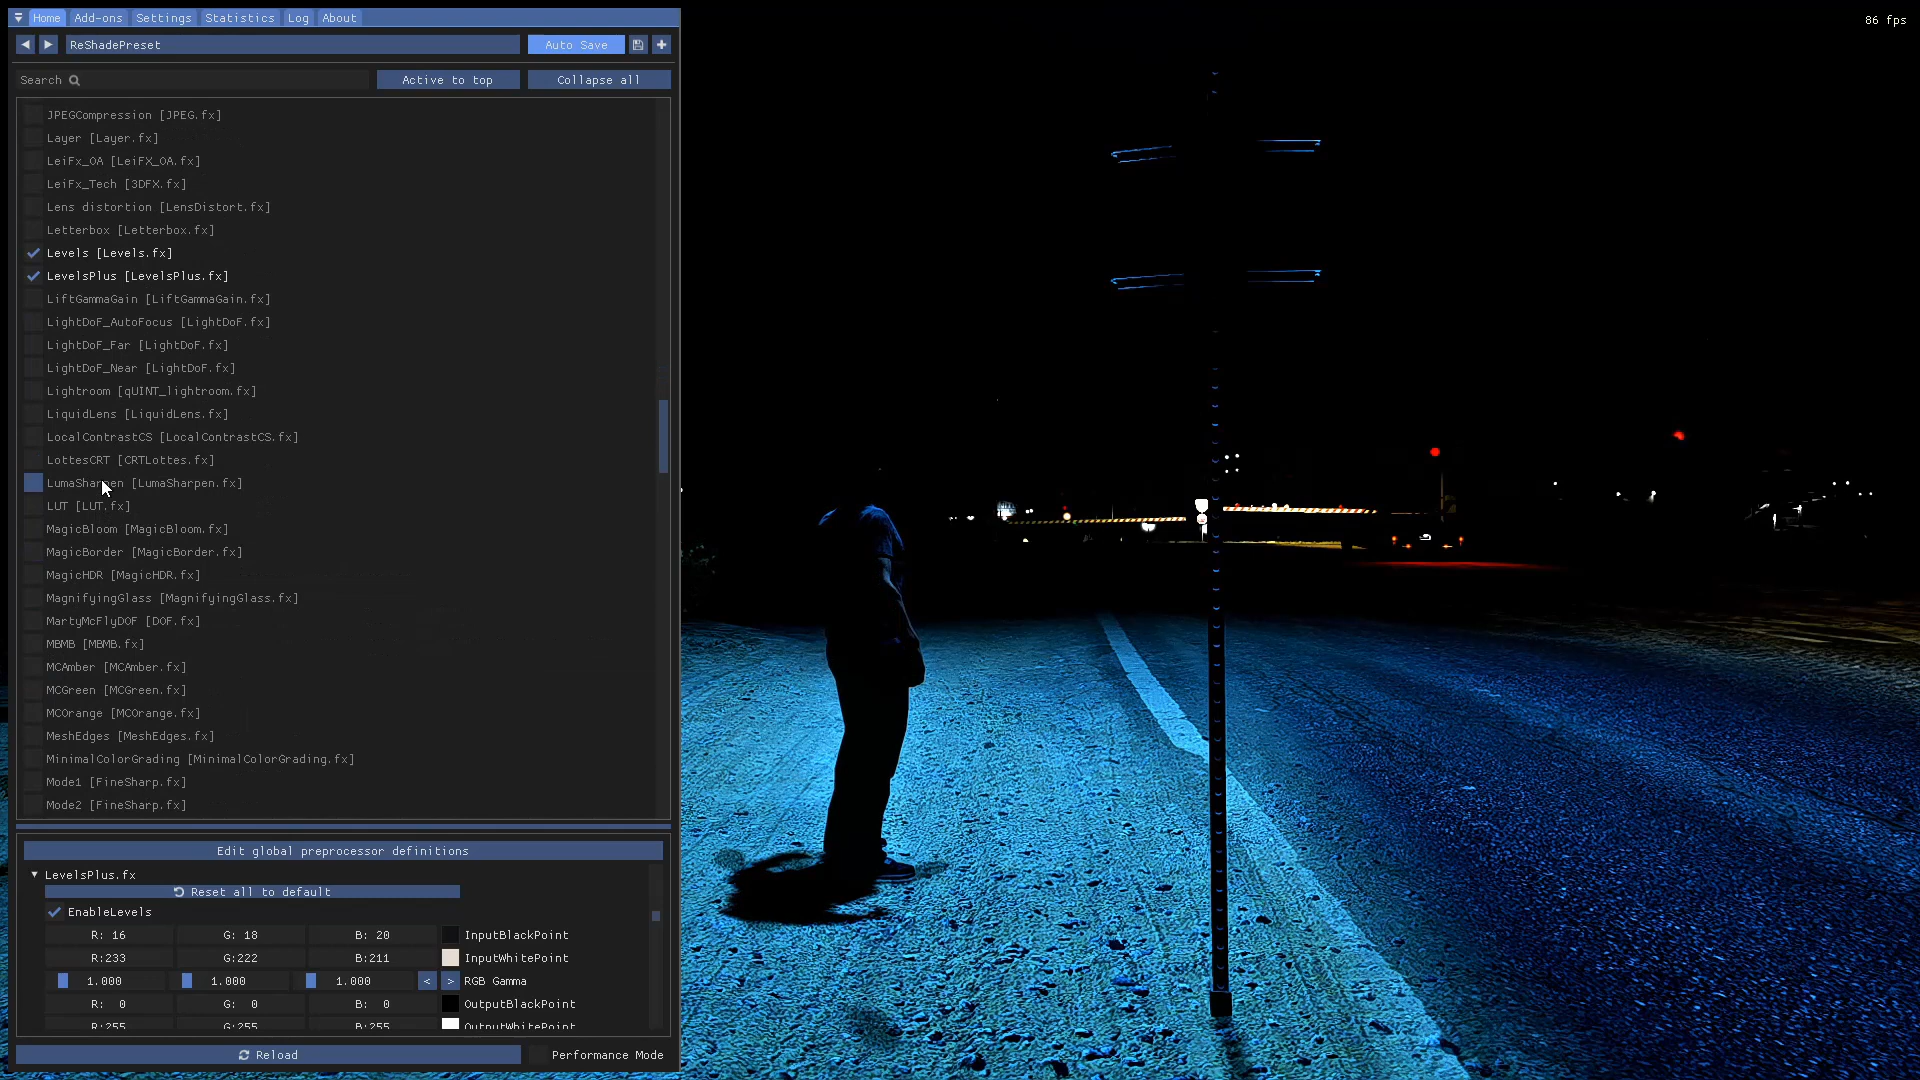 Home Add-ons Settings Statistics Log About
86 fps
ReShadePreset Auto Save
Search Active to top Collapse all
JPEGCompression [JPEG.fx]
Layer [Layer.fx]
LeiFx_OA [LeiFX_OA.fx]
LeiFx_Tech [3DFX.fx]
Lens distortion [LensDistort.fx]
Letterbox [Letterbox.fx]
Levels [Levels.fx]
LevelsPlus [LevelsPlus.fx]
LiftGammaGain [LiftGammaGain.fx]
LightDoF_AutoFocus [LightDoF.fx]
LightDoF_Far [LightDoF.fx]
LightDoF_Near [LightDoF.fx]
Lightroom [qUINT_lightroom.fx]
LiquidLens [LiquidLens.fx]
LocalContrastCS [LocalContrastCS.fx]
LottesCRT [CRTLottes.fx]
LumaSharpen [LumaSharpen.fx]
LUT [LUT.fx]
MagicBloom [MagicBloom.fx]
MagicBorder [MagicBorder.fx]
MagicHDR [MagicHDR.fx]
MagnifyingGlass [MagnifyingGlass.fx]
MartyMcFlyDOF [DOF.fx]
MBMB [MBMB.fx]
MCAmber [MCAmber.fx]
MCGreen [MCGreen.fx]
MCOrange [MCOrange.fx]
MeshEdges [MeshEdges.fx]
MinimalColorGrading [MinimalColorGrading.fx]
Mode1 [FineSharp.fx]
Mode2 [FineSharp.fx]
Edit global preprocessor definitions
LevelsPlus.fx
Reset all to default
EnableLevels
R: 16 G: 18 B: 20 InputBlackPoint
R:233 G:222 B:211 InputWhitePoint
1.000 1.000 1.000 < > RGB Gamma
R: 0 G: 0 B: 0 OutputBlackPoint
R:255 G:255 B:255 OutputWhitePoint
Reload Performance Mode